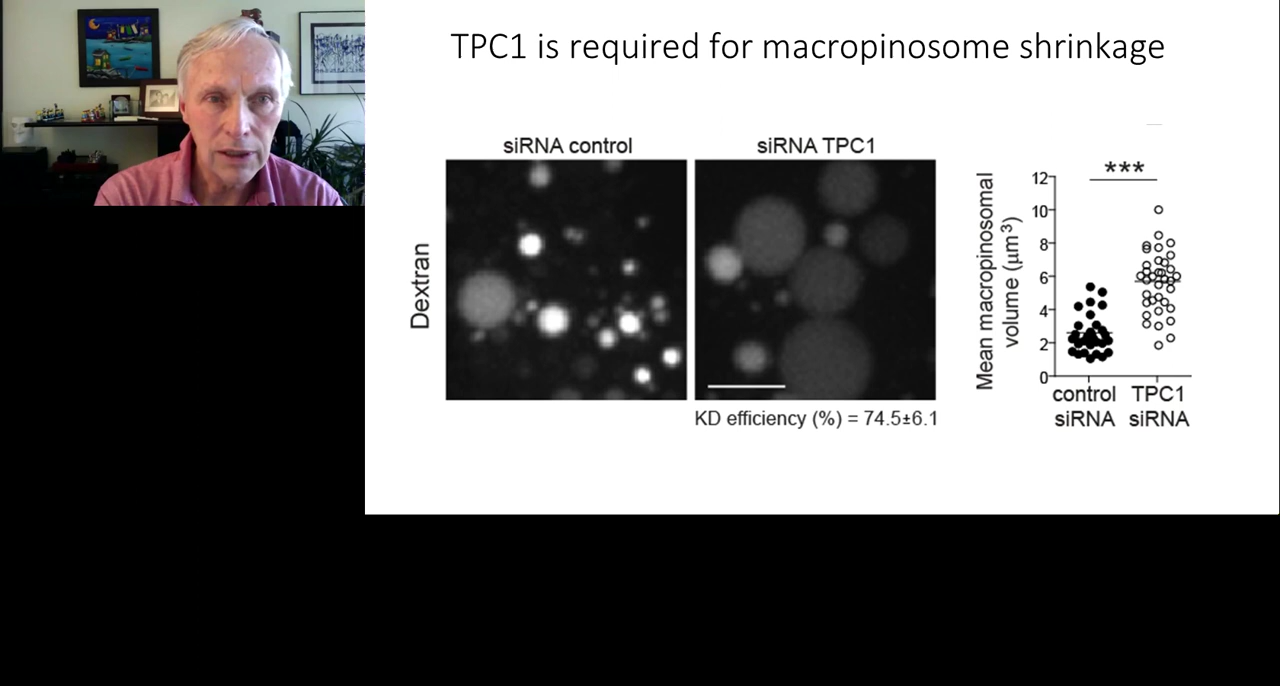 TPC1 is required for macropinosome shrinkage
siRNA control
siRNA TPC1
Dextran
KD efficiency (%) = 74.5±6.1
Mean macropinosomal
volume (μm³)
***
12
10
8
6
4
2
0
control
siRNA
TPC1
siRNA